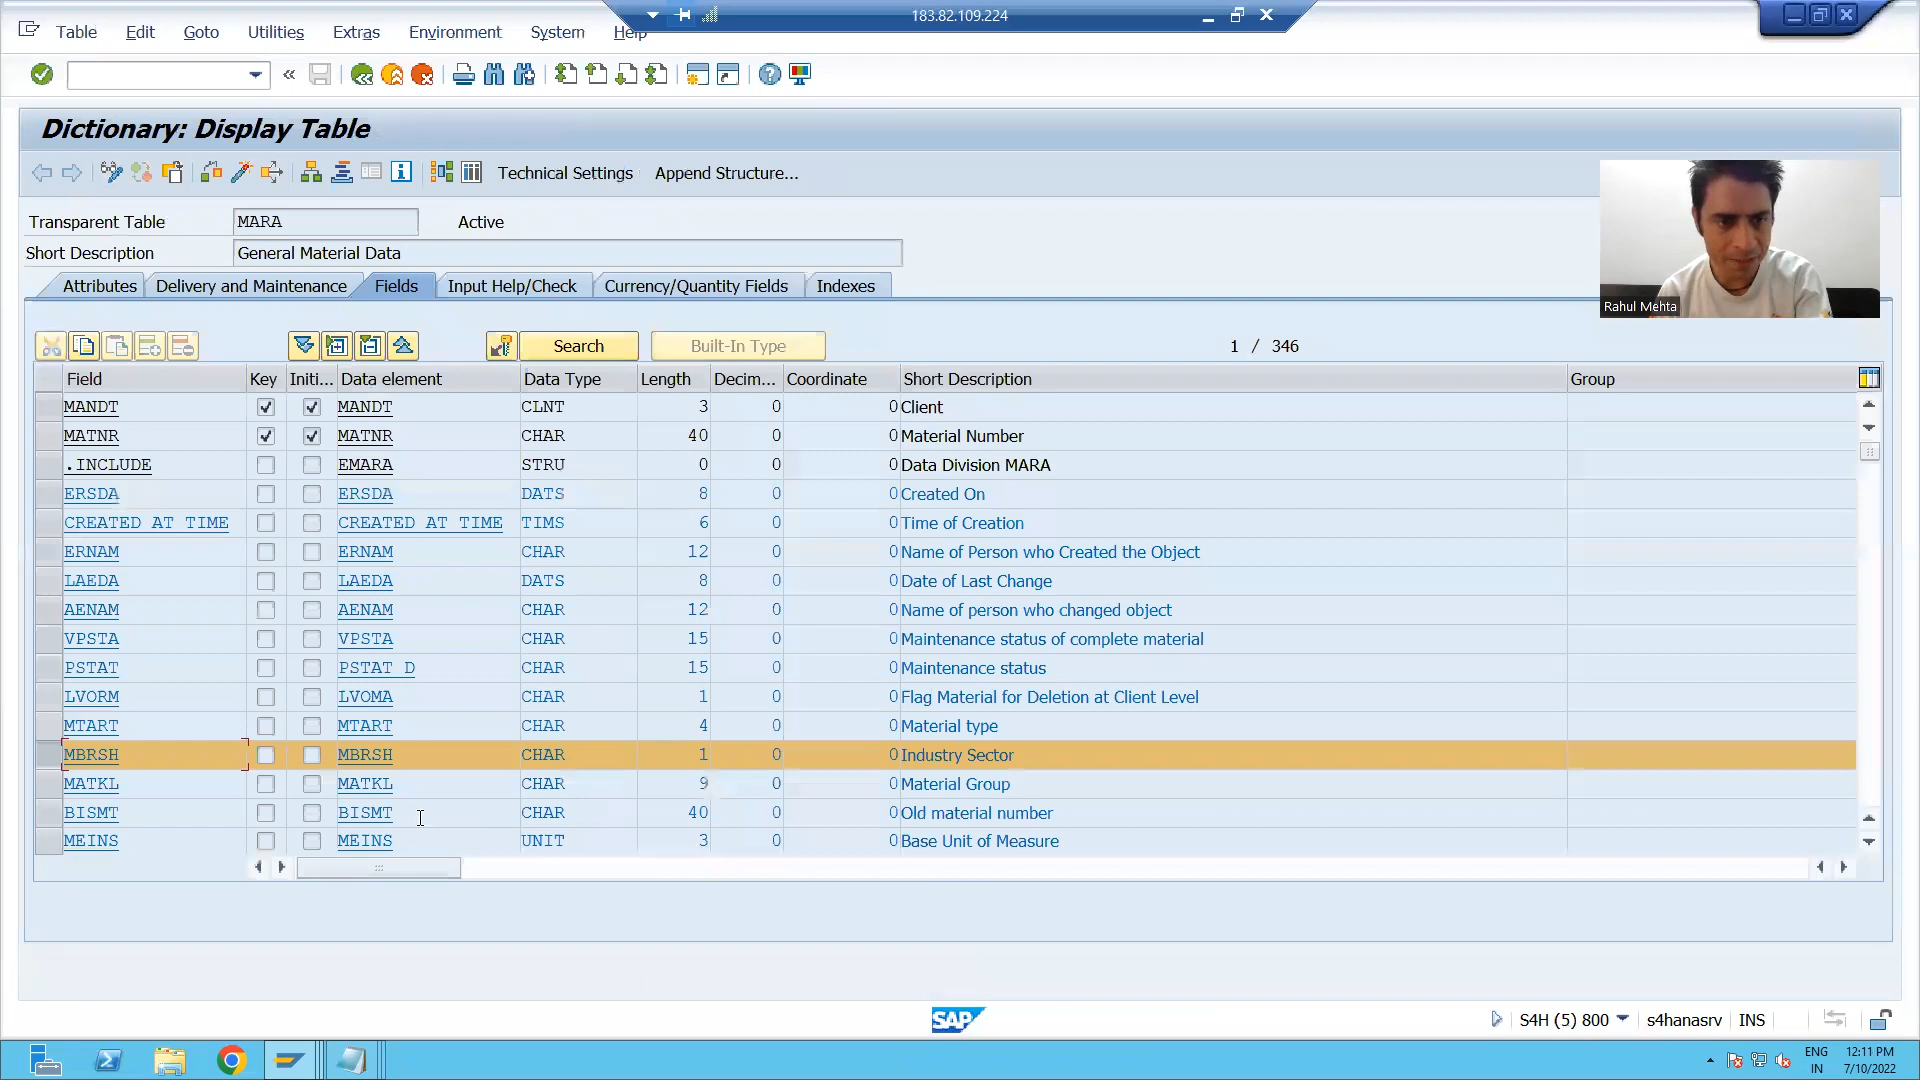 183.82.109.224
Table Edit Goto Utilities Extras Environment System Help
Dictionary: Display Table
Technical Settings Append Structure...
Transparent Table MARA Active
Short Description General Material Data
Rahul Mehta
Attributes Delivery and Maintenance Fields Input Help/Check Currency/Quantity Fields Indexes
Search Built-In Type 1 / 346
Field Key Initi... Data element Data Type Length Decim... Coordinate Short Description Group
MANDT MANDT CLNT 3 0 0 Client
MATNR MATNR CHAR 40 0 0 Material Number
.INCLUDE EMARA STRU 0 0 0 Data Division MARA
ERSDA ERSDA DATS 8 0 0 Created On
CREATED_AT_TIME CREATED_AT_TIME TIMS 6 0 0 Time of Creation
ERNAM ERNAM CHAR 12 0 0 Name of Person who Created the Object
LAEDA LAEDA DATS 8 0 0 Date of Last Change
AENAM AENAM CHAR 12 0 0 Name of person who changed object
VPSTA VPSTA CHAR 15 0 0 Maintenance status of complete material
PSTAT PSTAT_D CHAR 15 0 0 Maintenance status
LVORM LVOMA CHAR 1 0 0 Flag Material for Deletion at Client Level
MTART MTART CHAR 4 0 0 Material type
MBRSH MBRSH CHAR 1 0 0 Industry Sector
MATKL MATKL CHAR 9 0 0 Material Group
BISMT BISMT CHAR 40 0 0 Old material number
MEINS MEINS UNIT 3 0 0 Base Unit of Measure
SAP S4H (5) 800 s4hanasrv INS
ENG 12:11 PM
IN 7/10/2022